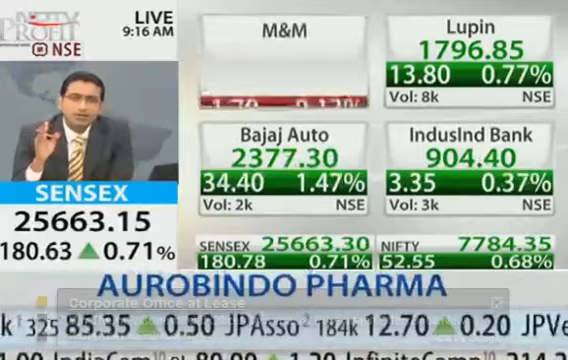 NDTV
PROFIT
NSE
LIVE
9:16 AM
SENSEX
25663.15
180.63 ▲ 0.71%
M&M
Lupin
1796.85
13.80 0.77%
Vol: 8k NSE
Bajaj Auto
2377.30
34.40 1.47%
Vol: 2k NSE
IndusInd Bank
904.40
3.35 0.37%
Vol: 3k NSE
SENSEX 25663.30
180.78 0.71%
NIFTY 7784.35
52.55 0.68%
AUROBINDO PHARMA
Corporate Office at Lease
k 325 85.35 ▲ 0.50 JPAsso 184k 12.70 ▲ 0.20 JPVe